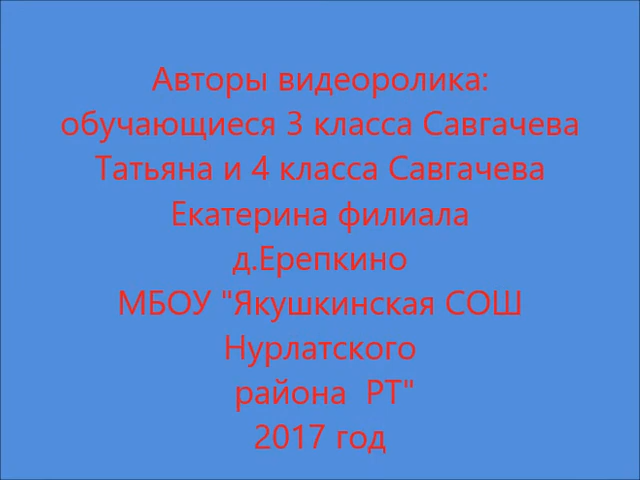 Авторы видеоролика:
обучающиеся 3 класса Савгачева
Татьяна и 4 класса Савгачева
Екатерина филиала
д.Ерепкино
МБОУ "Якушкинская СОШ
Нурлатского
района РТ"
2017 год